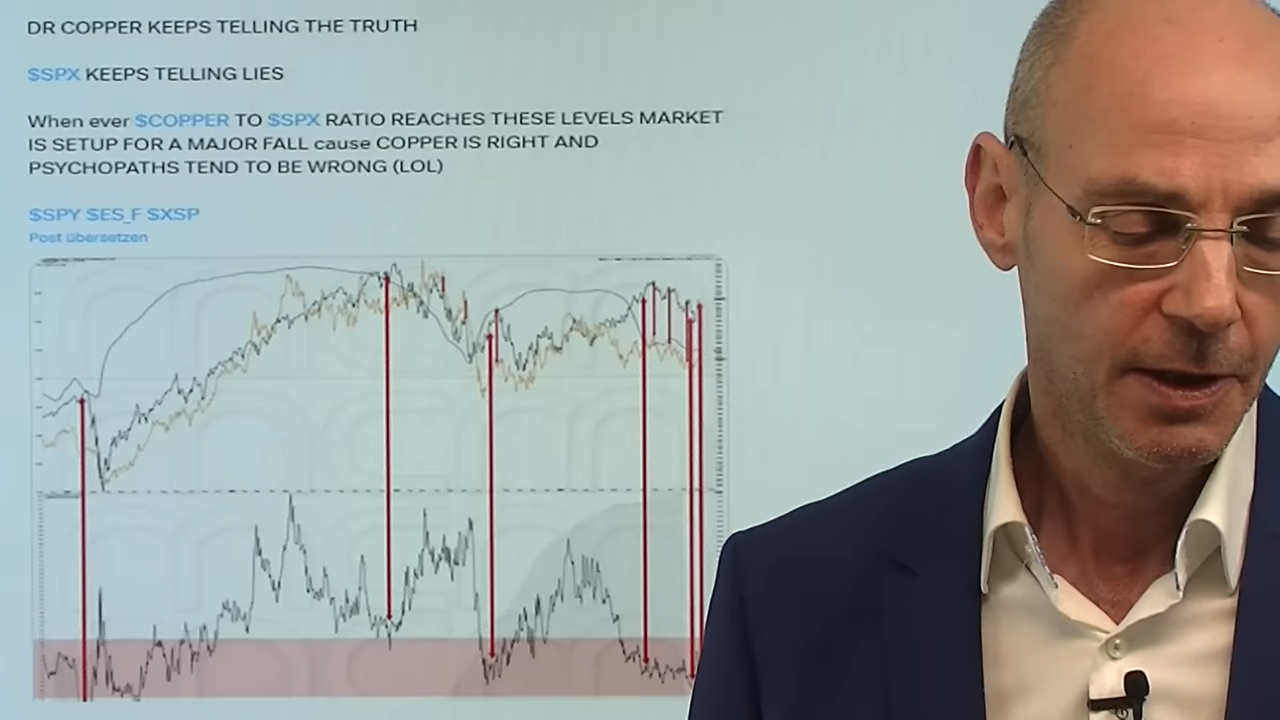 DR COPPER KEEPS TELLING THE TRUTH
$SPX KEEPS TELLING LIES
When ever $COPPER TO $SPX RATIO REACHES THESE LEVELS MARKET
IS SETUP FOR A MAJOR FALL cause COPPER IS RIGHT AND
PSYCHOPATHS TEND TO BE WRONG (LOL)
$SPY $ES_F $XSP
Post übersetzen